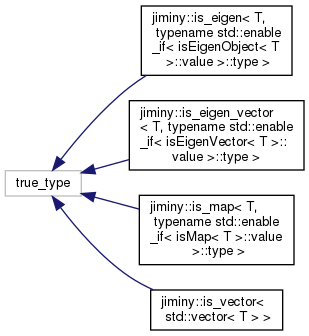 jiminy::is_eigen< T,
typename std::enable
_if< isEigenObject< T
>::value >::type >
jiminy::is_eigen_vector
< T, typename std::enable
_if< isEigenVector< T >::
value >::type >
true_type
jiminy::is_map< T,
typename std::enable
_if< isMap< T >::value
>::type >
jiminy::is_vector<
std::vector< T > >